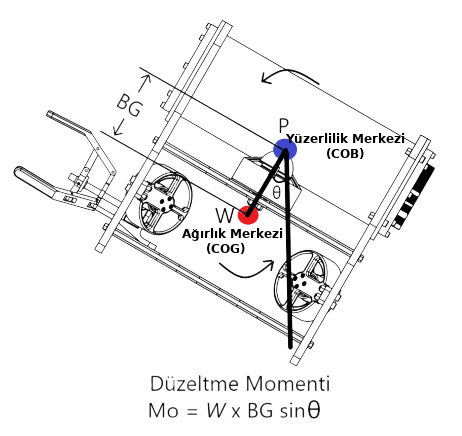 BG
P
Yüzerlilik Merkezi
(COB)
θ
W
Ağırlık Merkezi
(COG)
Düzeltme Momenti
Mo = W x BG sinθ